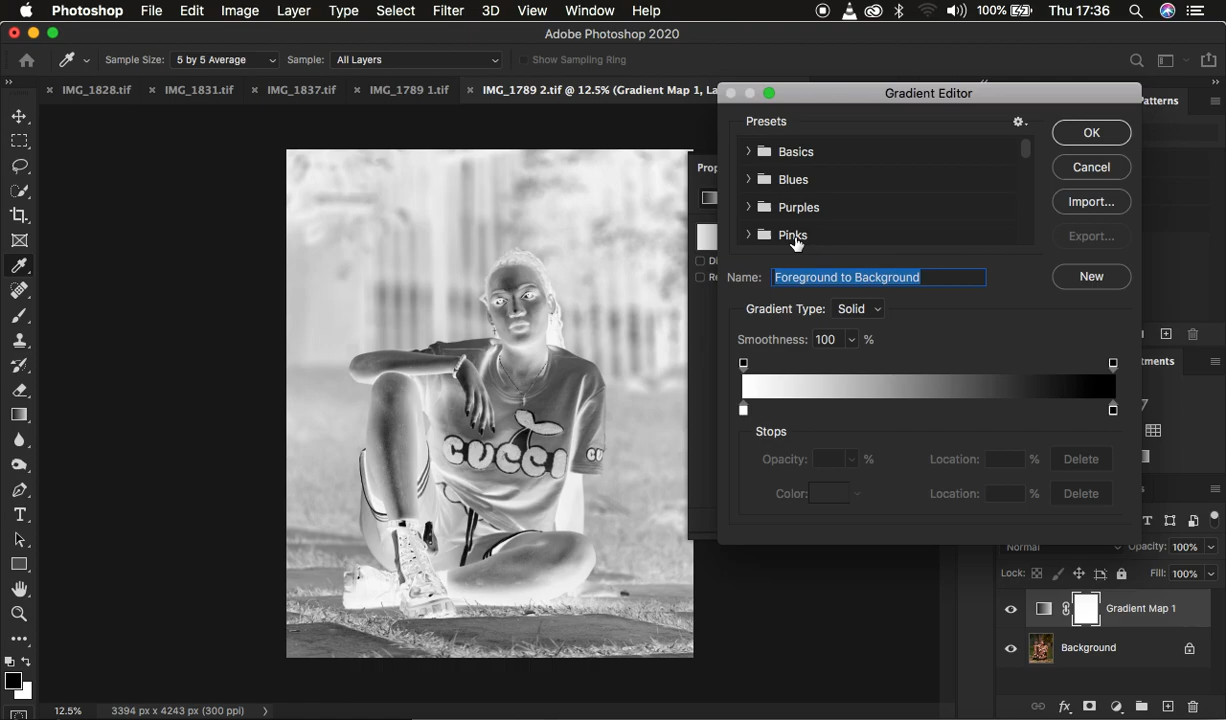 Photoshop File Edit Image Layer Type Select Filter 3D View Window Help 100% Thu 17:36
Adobe Photoshop 2020
Sample Size: 5 by 5 Average Sample: All Layers Show Sampling Ring
IMG_1828.tif IMG_1831.tif IMG_1837.tif IMG_1789 1.tif IMG_1789 2.tif @ 12.5% (Gradient Map 1, La
Gradient Editor
atterns
Presets
OK
Basics
Prop
Cancel
Blues
Import...
Purples
Pinks
Export...
Di
Re
Name: Foreground to Background
New
Gradient Type: Solid
Smoothness: 100 %
tments
Stops
GUCCI
Opacity: % Location: % Delete
Color: Location: % Delete
Normal Opacity: 100%
Lock: Fill: 100%
Gradient Map 1
Background
12.5% 3394 px x 4243 px (300 ppi)